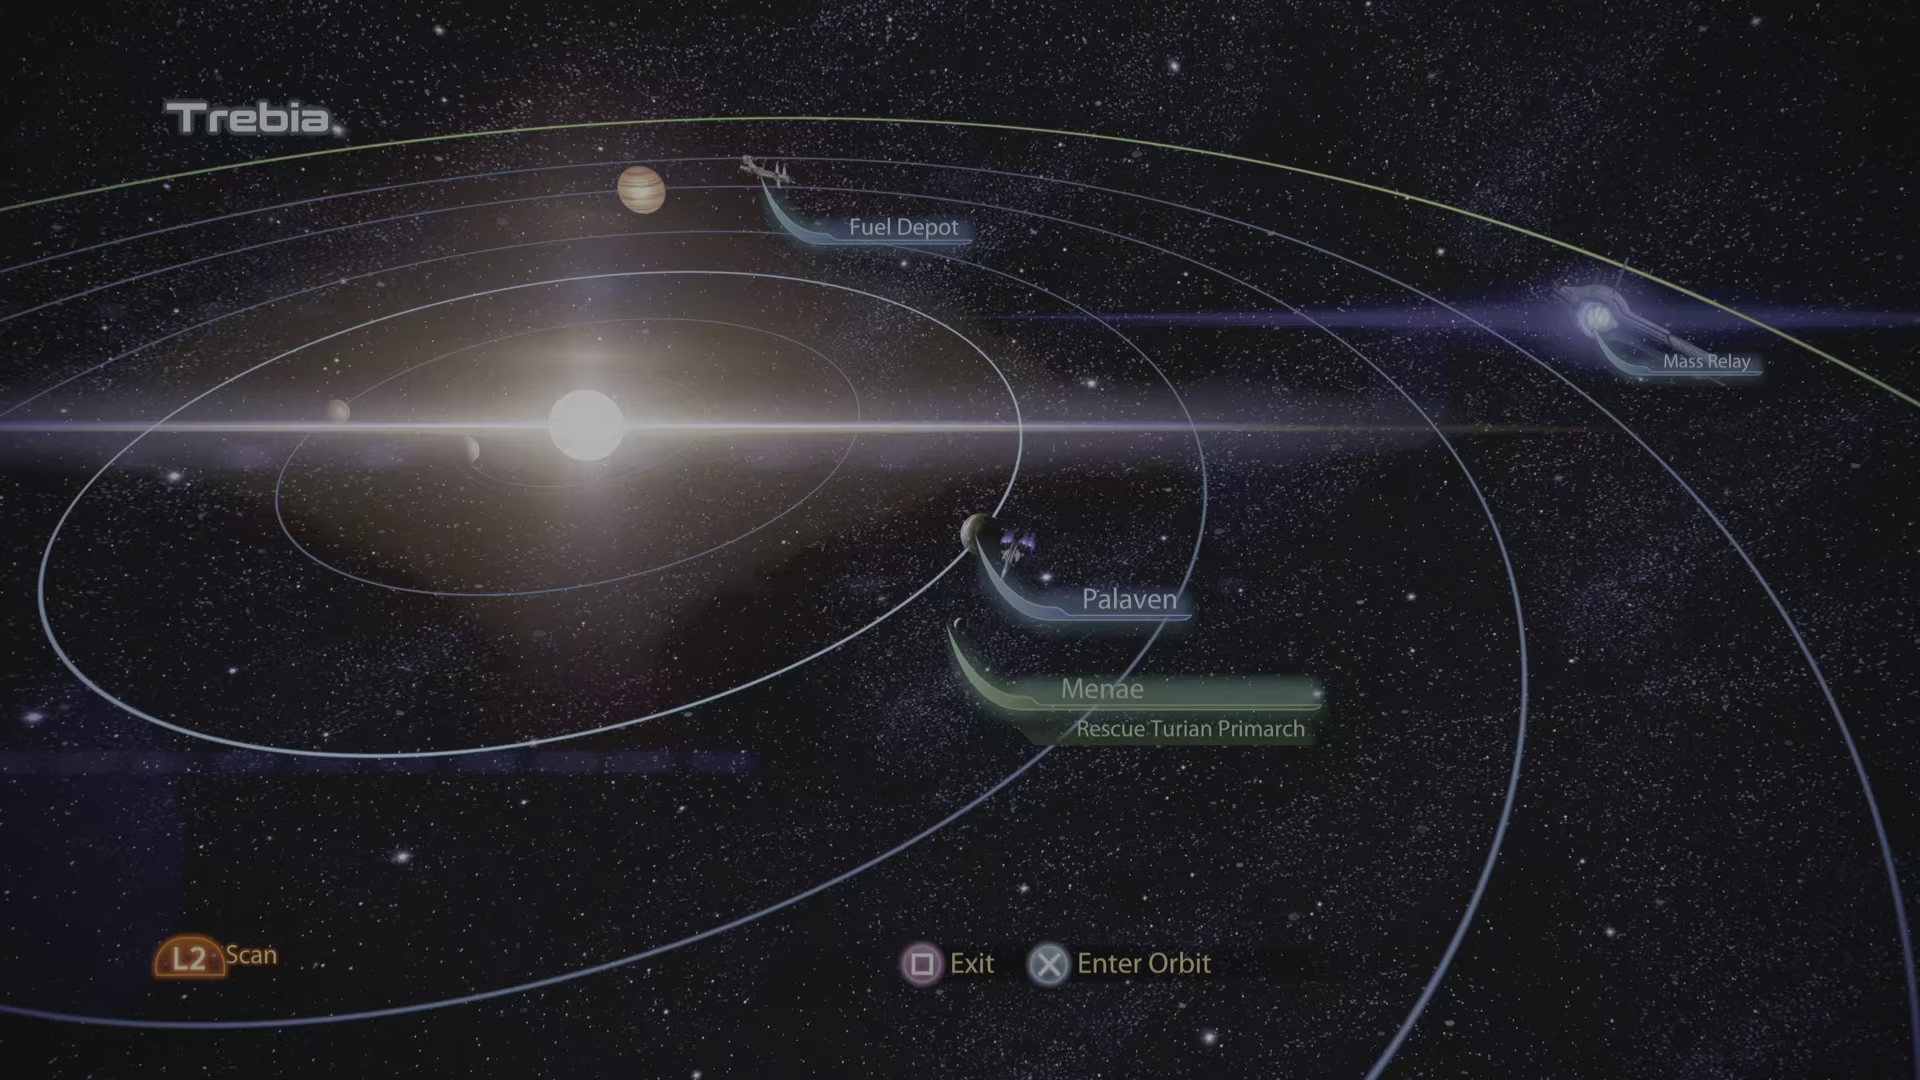 Trebia
Fuel Depot
Mass Relay
Palaven
Menae
Rescue Turian Primarch
L2 Scan
Exit
Enter Orbit